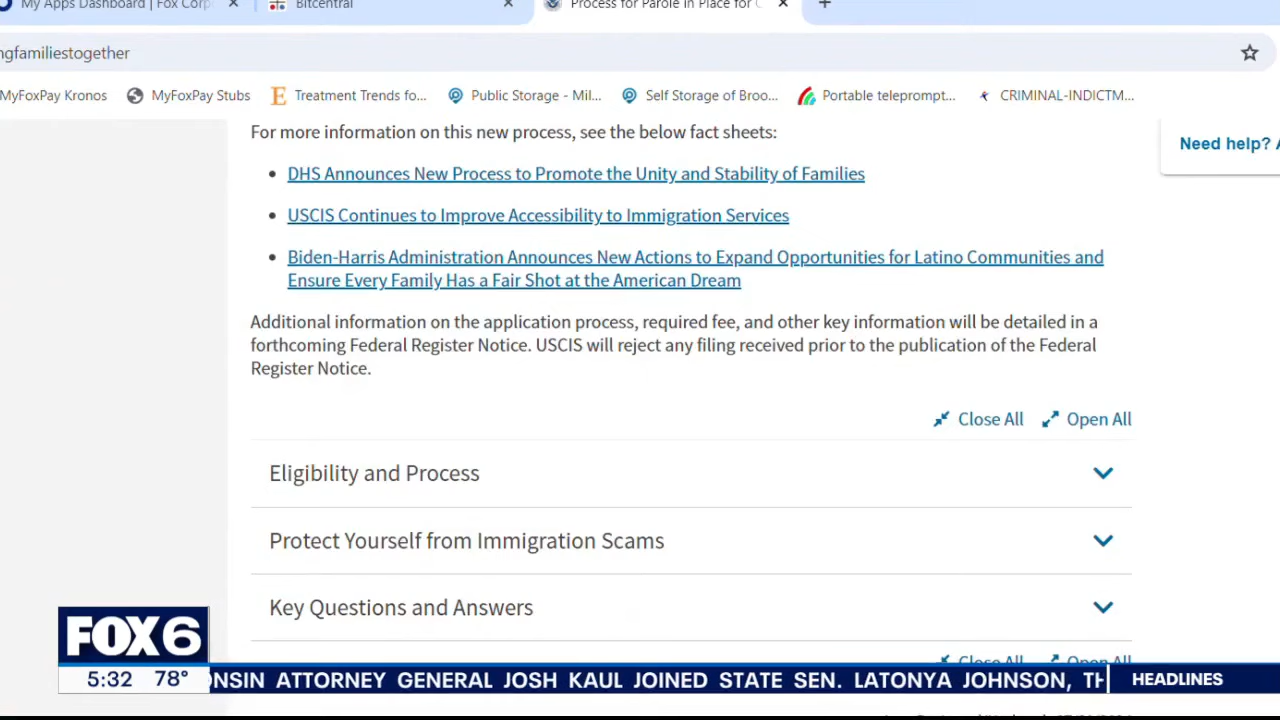 My Apps Dashboard | Fox Corp
Bitcentral
Process for Parole in Place for
ngfamiliestogether
MyFoxPay Kronos
MyFoxPay Stubs
Treatment Trends fo...
Public Storage - Mil...
Self Storage of Broo...
Portable teleprompt...
CRIMINAL-INDICTM...
For more information on this new process, see the below fact sheets:
Need help? A
DHS Announces New Process to Promote the Unity and Stability of Families
USCIS Continues to Improve Accessibility to Immigration Services
Biden-Harris Administration Announces New Actions to Expand Opportunities for Latino Communities and
Ensure Every Family Has a Fair Shot at the American Dream
Additional information on the application process, required fee, and other key information will be detailed in a
forthcoming Federal Register Notice. USCIS will reject any filing received prior to the publication of the Federal
Register Notice.
Close All Open All
Eligibility and Process
Protect Yourself from Immigration Scams
Key Questions and Answers
Close All Open All
FOX6
5:32 78°
ONSIN ATTORNEY GENERAL JOSH KAUL JOINED STATE SEN. LATONYA JOHNSON, TH
HEADLINES